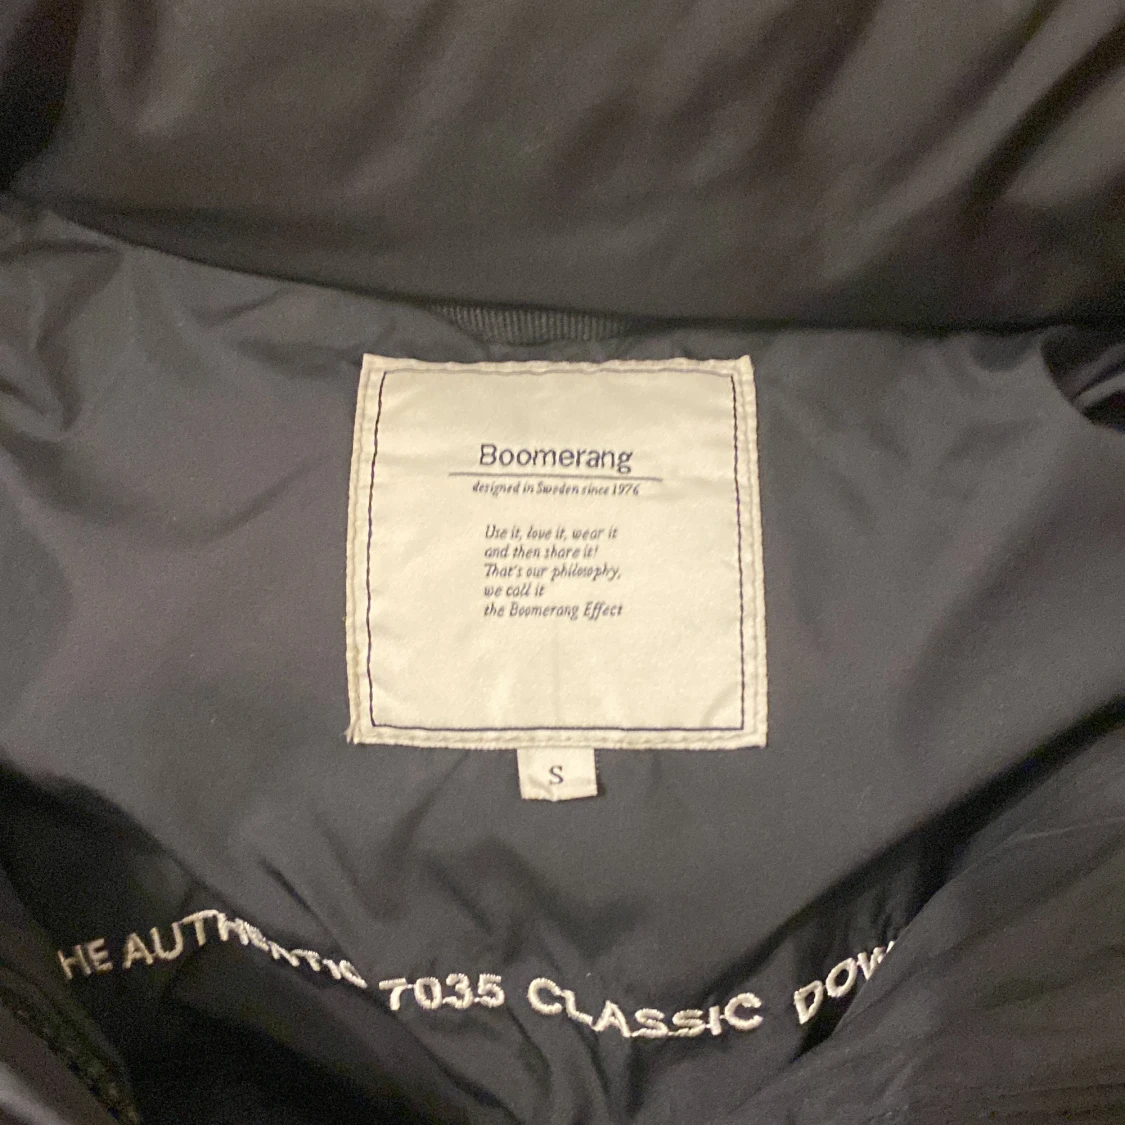 Boomerang
designed in Sweden since 1976
Use it, love it, wear it
and then share it!
That's our philosophy,
we call it
the Boomerang Effect
S
HE AUTHENTIC 7035 CLASSIC DOW